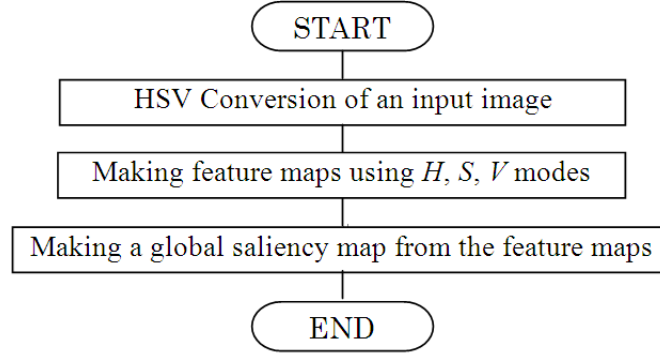 START
HSV Conversion of an input image
Making feature maps using H, S, V modes
Making a global saliency map from the feature maps
END